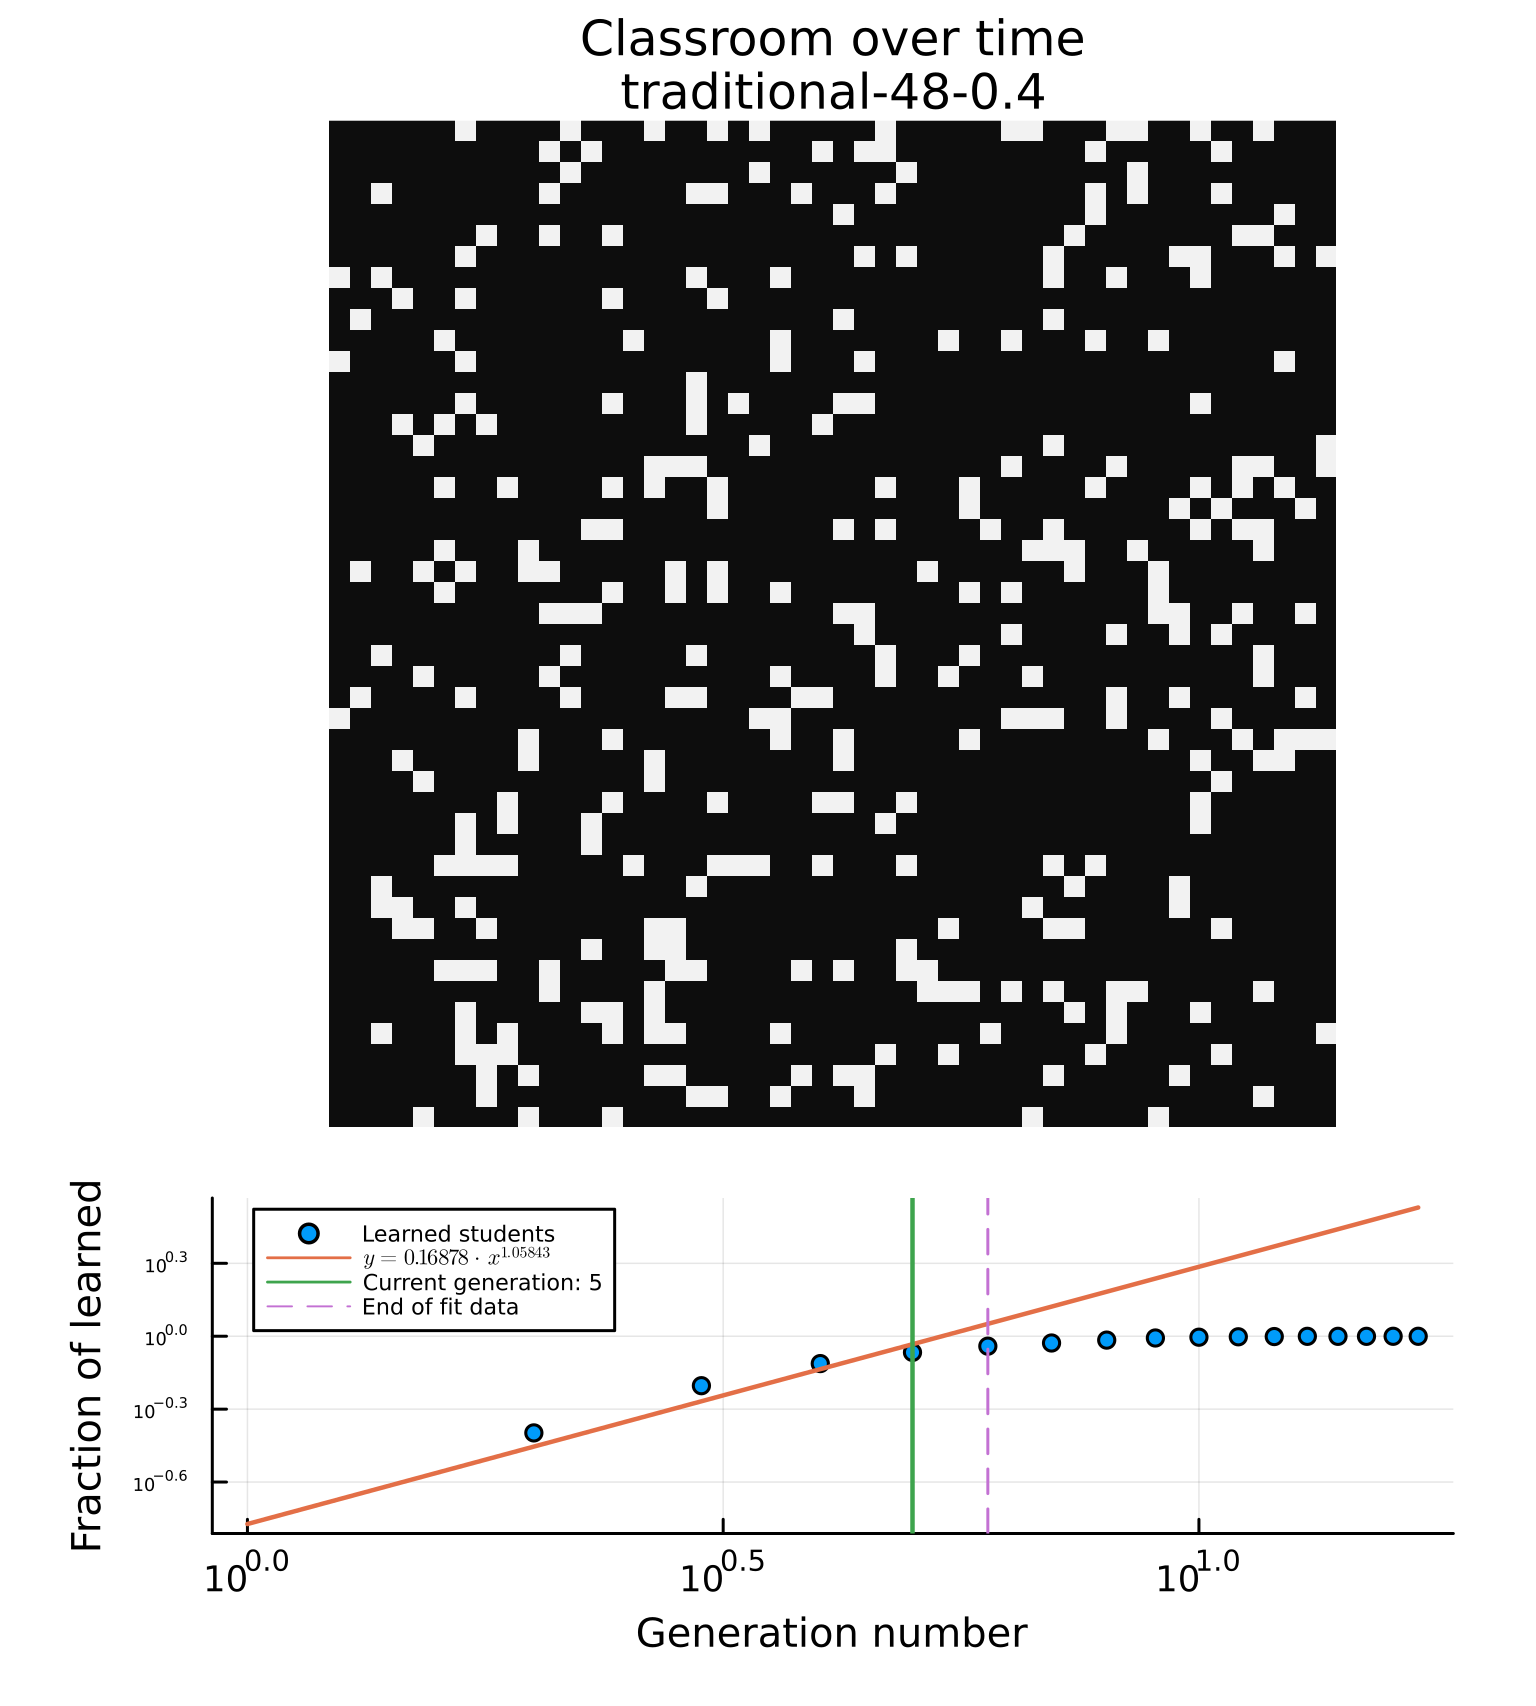 Classroom over time
traditional-48-0.4
Fraction of learned
10^0.3
10^0.0
10^−0.3
10^−0.6
Learned students
y = 0.16878 · x^1.05843
Current generation: 5
End of fit data
10^0.0
10^0.5
10^1.0
Generation number